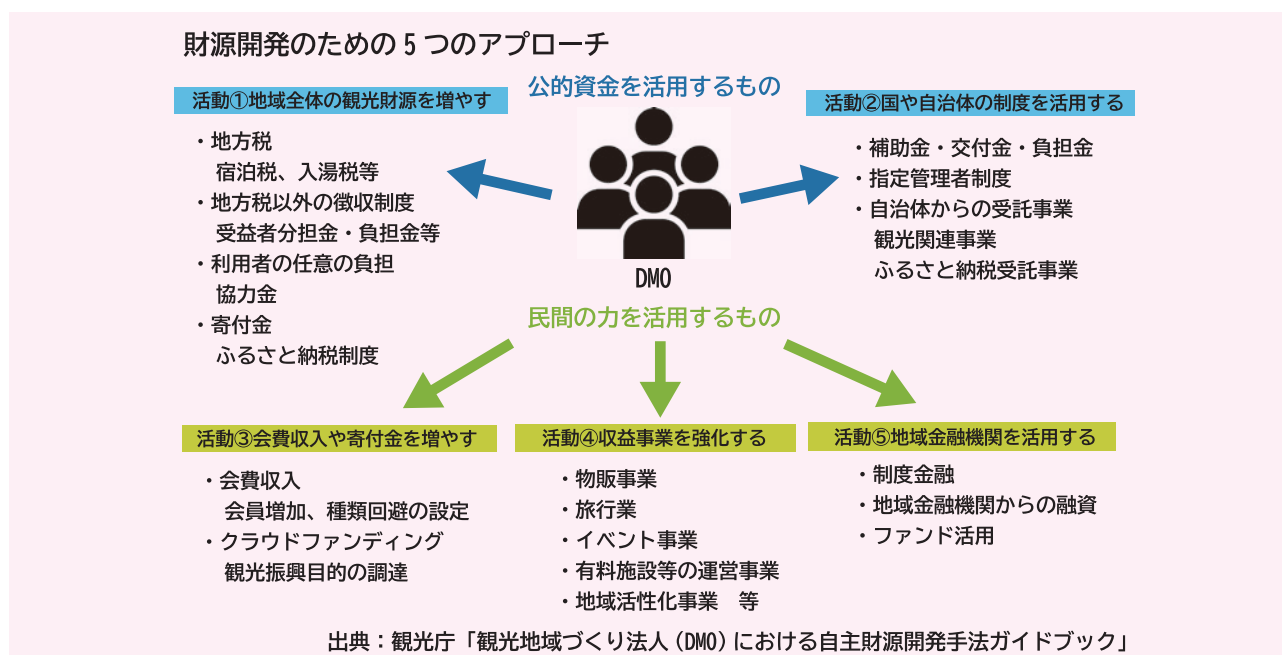 財源開発のための5つのアプローチ
公的資金を活用するもの
活動①地域全体の観光財源を増やす
・地方税
宿泊税、入湯税等
・地方税以外の徴収制度
受益者分担金・負担金等
・利用者の任意の負担
協力金
・寄付金
ふるさと納税制度
活動②国や自治体の制度を活用する
・補助金・交付金・負担金
・指定管理者制度
・自治体からの受託事業
観光関連事業
ふるさと納税受託事業
DMO
民間の力を活用するもの
活動③会費収入や寄付金を増やす
・会費収入
会員増加、種類回避の設定
・クラウドファンディング
観光振興目的の調達
活動④収益事業を強化する
・物販事業
・旅行業
・イベント事業
・有料施設等の運営事業
・地域活性化事業　等
活動⑤地域金融機関を活用する
・制度金融
・地域金融機関からの融資
・ファンド活用
出典：観光庁「観光地域づくり法人(DMO)における自主財源開発手法ガイドブック」